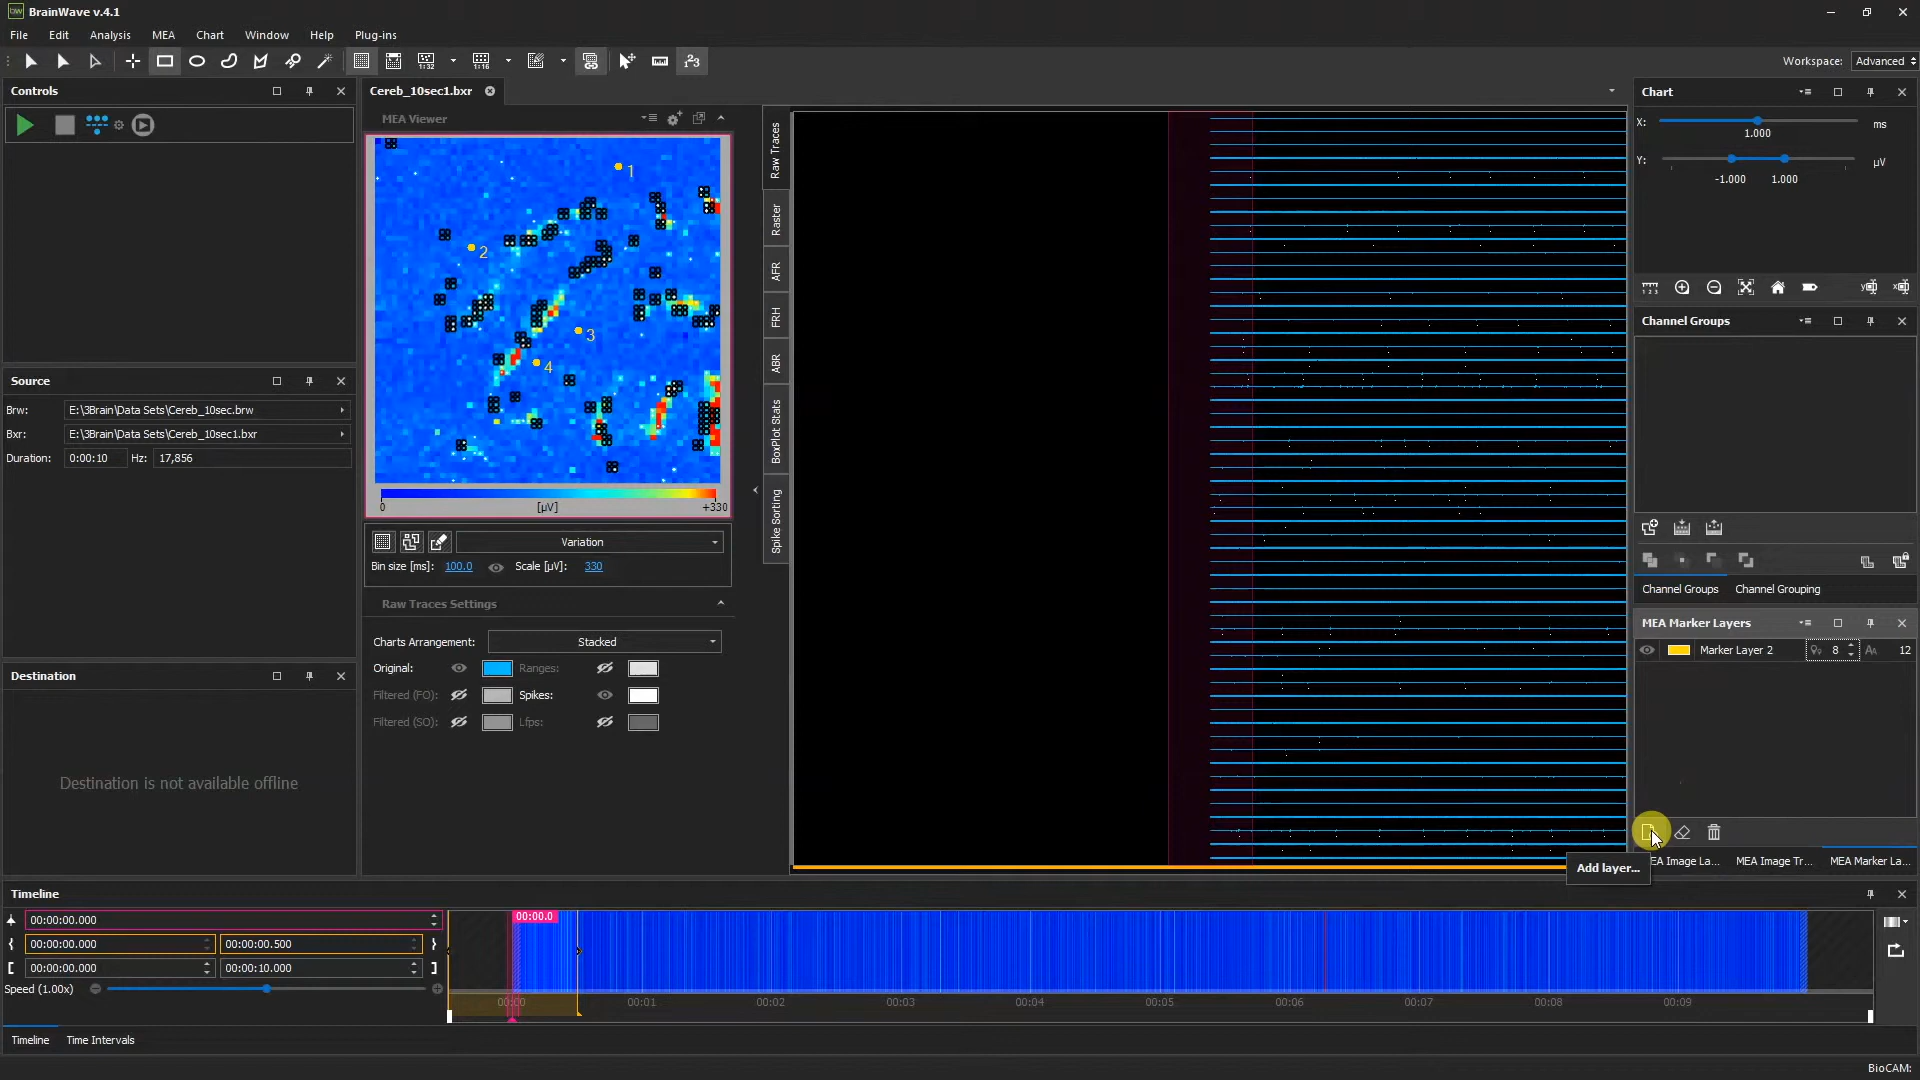 BrainWave v.4.1
File Edit Analysis MEA Chart Window Help Plug-ins
Workspace: Advanced
Controls
Cereb_10sec1.bxr
MEA Viewer
1
2
3
4
0 [µV] +330
Variation
Bin size [ms]: 100.0 Scale [µV]: 330
Raw Traces Settings
Charts Arrangement: Stacked
Original: Ranges:
Filtered (FO): Spikes:
Filtered (SO): Lfps:
Source
Brw: E:\3Brain\Data Sets\Cereb_10sec.brw
Bxr: E:\3Brain\Data Sets\Cereb_10sec1.bxr
Duration: 0:00:10 Hz: 17,856
Destination
Destination is not available offline
Raw Traces
Raster
AFR
FRH
ABR
BoxPlot Stats
Spike Sorting
Chart
X: 1.000 ms
Y: -1.000 1.000 µV
Channel Groups
Channel Groups Channel Grouping
MEA Marker Layers
Marker Layer 2 8 12
EA Image La... MEA Image Tr... MEA Marker La...
Add layer...
Timeline
00:00:00.000
00:00:00.000 00:00:00.500
00:00:00.000 00:00:10.000
Speed (1.00x)
00:00.0
00:00 00:01 00:02 00:03 00:04 00:05 00:06 00:07 00:08 00:09
Timeline Time Intervals
BioCAM: